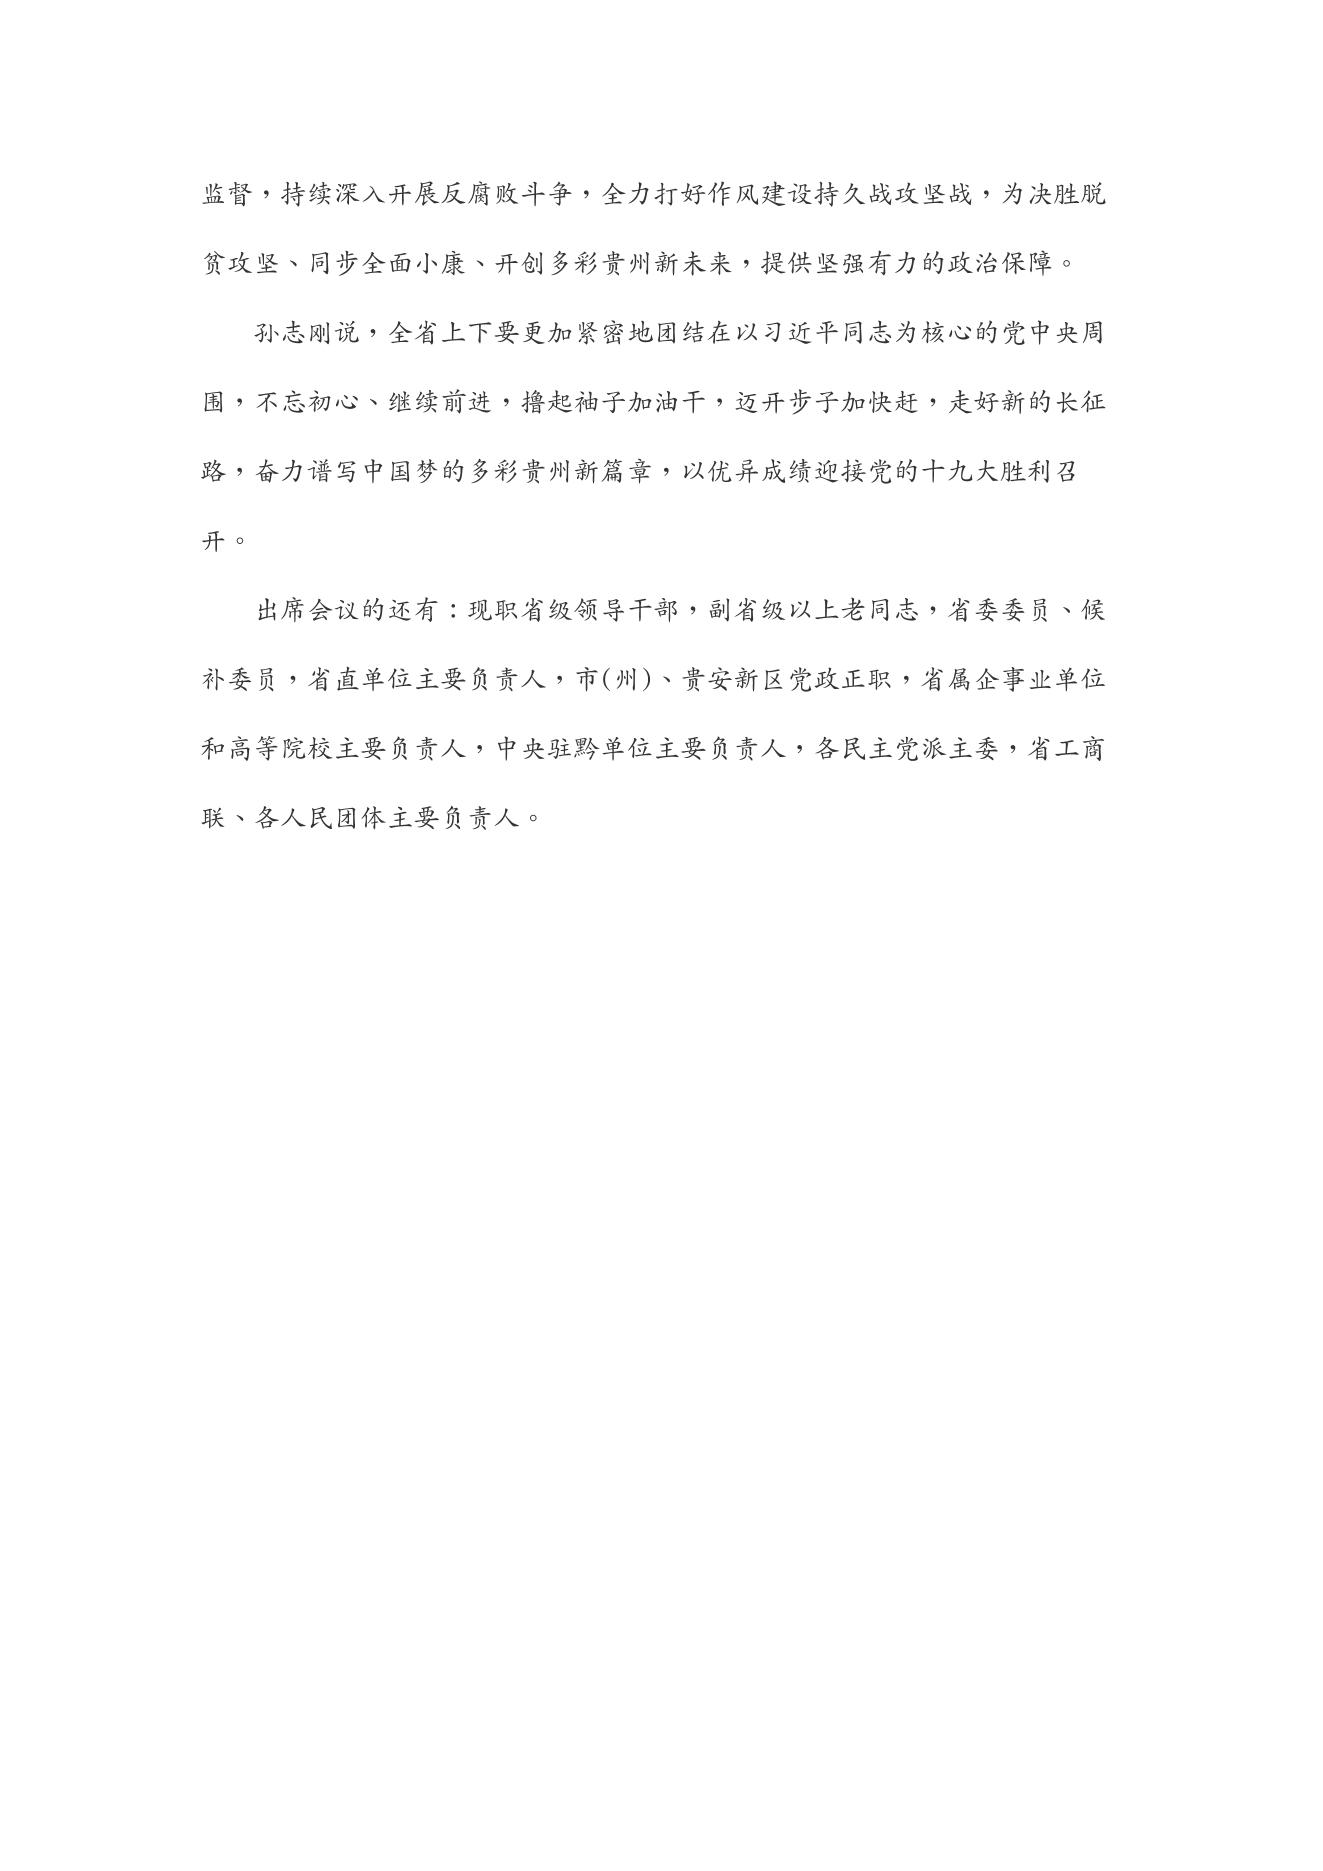 监督，持续深入开展反腐败斗争，全力打好作风建设持久战攻坚战，为决胜脱
贫攻坚、同步全面小康、开创多彩贵州新未来，提供坚强有力的政治保障。
孙志刚说，全省上下要更加紧密地团结在以习近平同志为核心的党中央周
围，不忘初心、继续前进，撸起袖子加油干，迈开步子加快赶，走好新的长征
路，奋力谱写中国梦的多彩贵州新篇章，以优异成绩迎接党的十九大胜利召
开。
出席会议的还有：现职省级领导干部，副省级以上老同志，省委委员、候
补委员，省直单位主要负责人，市(州)、贵安新区党政正职，省属企事业单位
和高等院校主要负责人，中央驻黔单位主要负责人，各民主党派主委，省工商
联、各人民团体主要负责人。